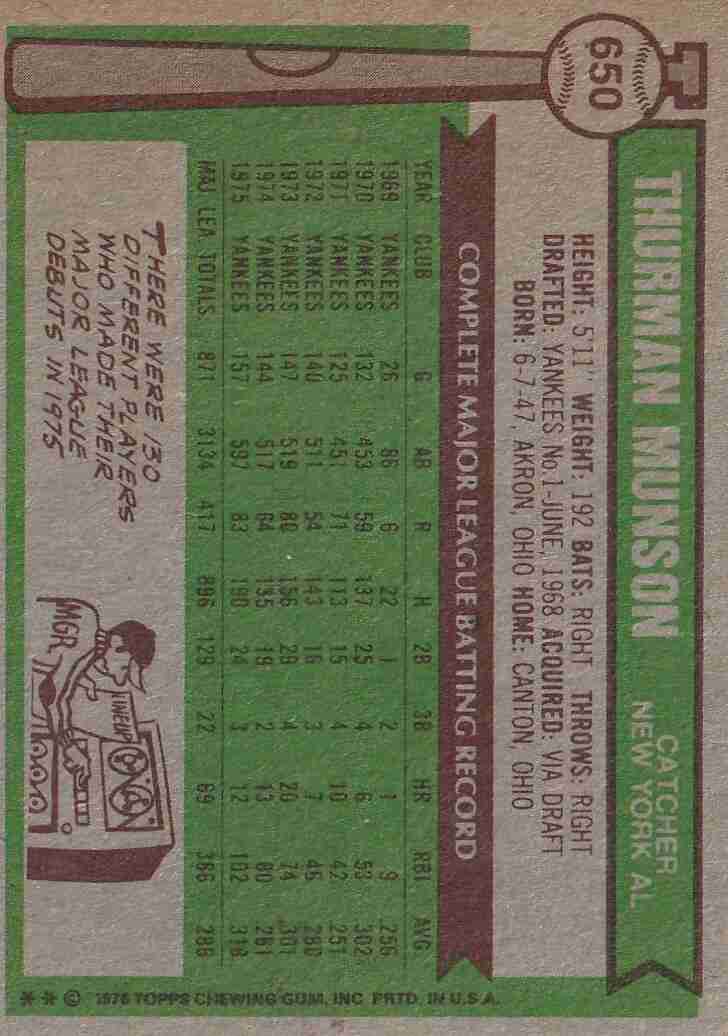 650
THURMAN MUNSON
CATCHER
NEW YORK AL
HEIGHT: 5'11" WEIGHT: 192 BATS: RIGHT THROWS: RIGHT
DRAFTED: YANKEES No.1-JUNE, 1968 ACQUIRED: VIA DRAFT
BORN: 6-7-47, AKRON, OHIO HOME: CANTON, OHIO
COMPLETE MAJOR LEAGUE BATTING RECORD
YEAR CLUB G AB R H 2B 3B HR RBI AVG
1969 YANKEES 26 86 6 22 1 2 1 9 .256
1970 YANKEES 132 453 59 137 25 4 6 53 .302
1971 YANKEES 125 451 71 113 15 4 10 42 .251
1972 YANKEES 140 511 54 143 16 3 7 46 .280
1973 YANKEES 147 519 80 156 29 4 20 74 .301
1974 YANKEES 144 517 64 135 19 2 13 80 .261
1975 YANKEES 157 597 83 190 24 3 12 102 .318
MAJ. LEA. TOTALS 871 3134 417 896 129 22 69 366 .286
THERE WERE 130
DIFFERENT PLAYERS
WHO MADE THEIR
MAJOR LEAGUE
DEBUTS IN 1975
MGR
LINEUP
** © 1976 TOPPS CHEWING GUM, INC. PRTD. IN U.S.A.